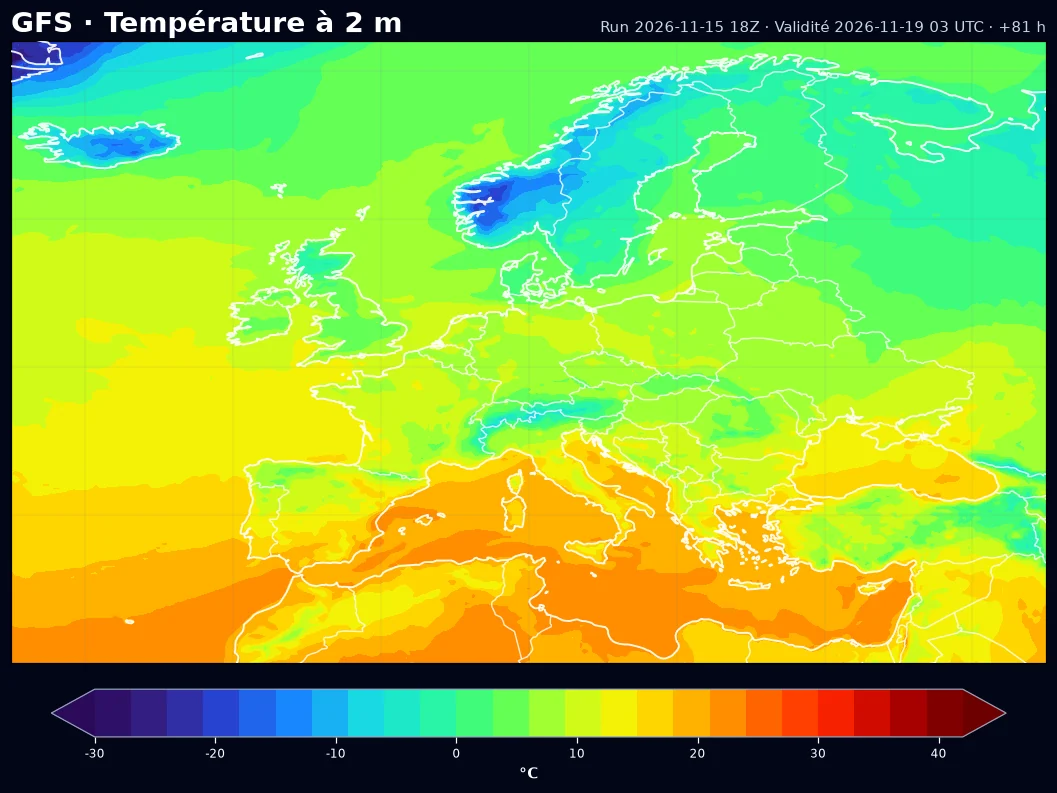 GFS · Température à 2 m
Run 2026-11-15 18Z · Validité 2026-11-19 03 UTC · +81 h
-30 -20 -10 0 10 20 30 40
°C